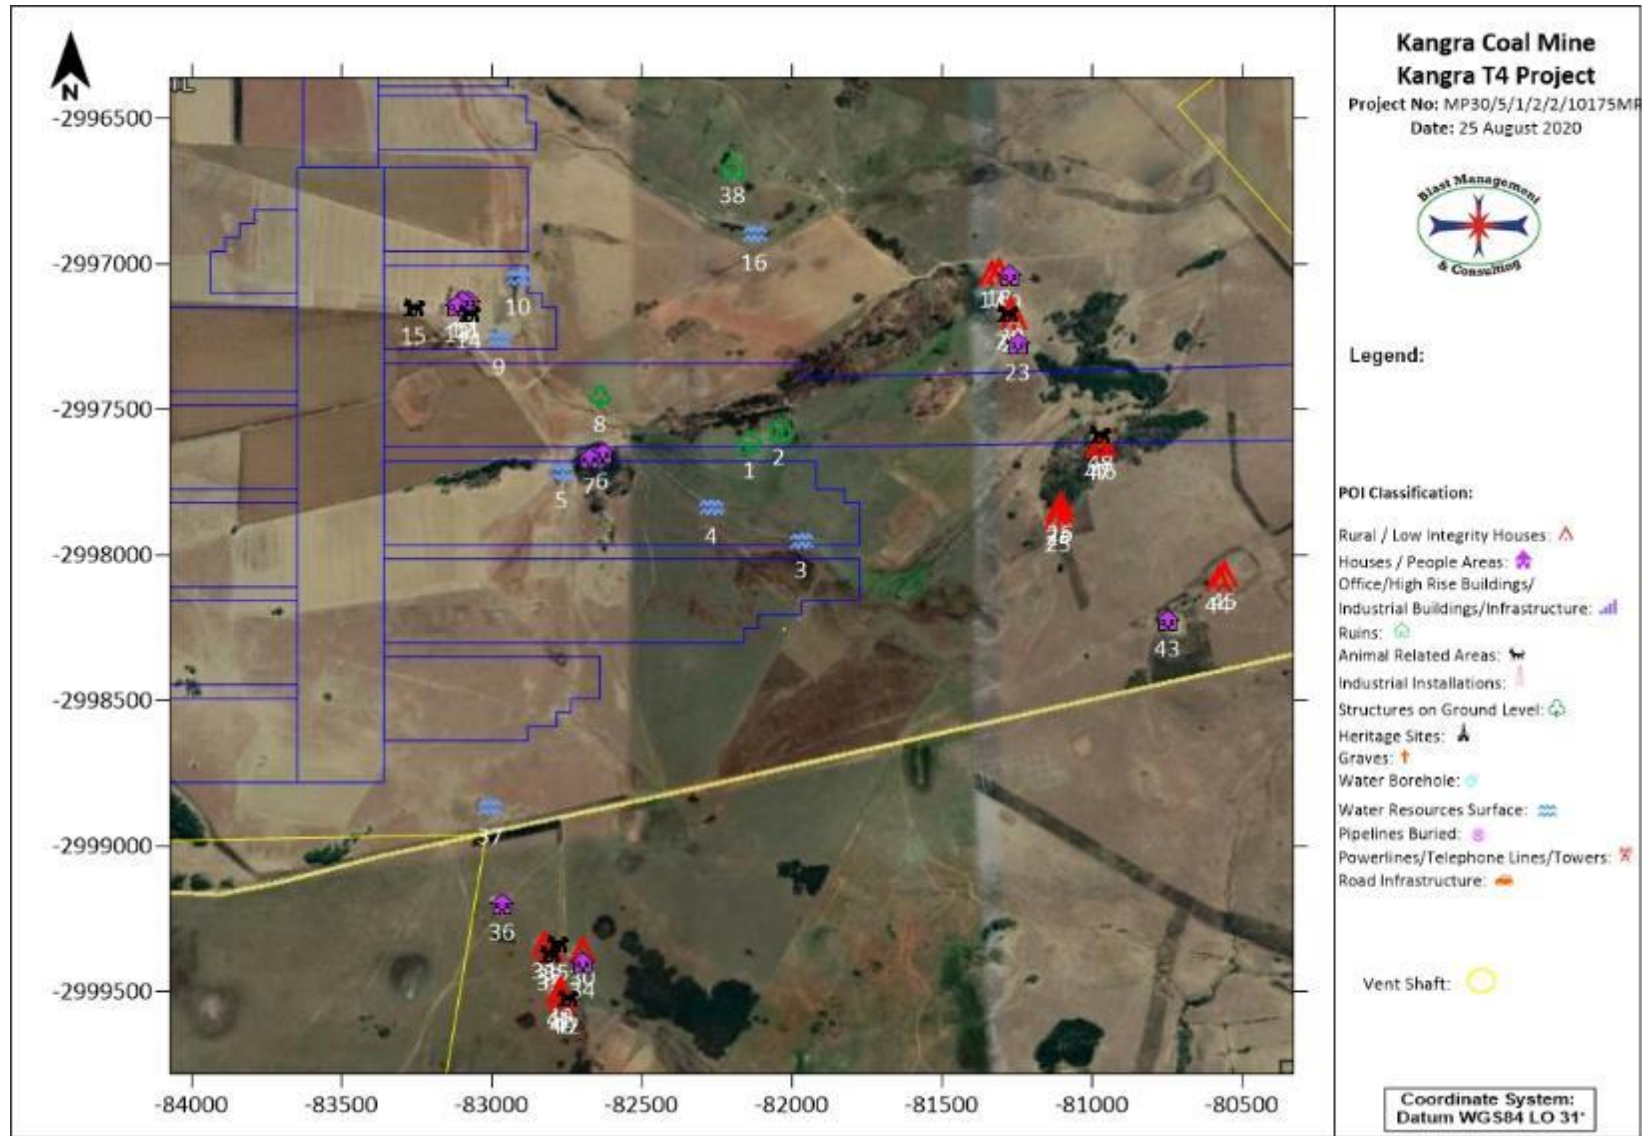 N
-2996500
-2997000
-2997500
-2998000
-2998500
-2999000
-2999500
-84000
-83500
-83000
-82500
-82000
-81500
-81000
-80500
38
16
10
15
14
9
8
23
1
2
6
7
5
4
3
43
37
36
34
Kangra Coal Mine
Kangra T4 Project
Project No: MP30/5/1/2/2/10175MR
Date: 25 August 2020
Blast Management
& Consulting
Legend:
POI Classification:
Rural / Low Integrity Houses:
Houses / People Areas:
Office/High Rise Buildings/
Industrial Buildings/Infrastructure:
Ruins:
Animal Related Areas:
Industrial Installations:
Structures on Ground Level:
Heritage Sites:
Graves:
Water Borehole:
Water Resources Surface:
Pipelines Buried:
Powerlines/Telephone Lines/Towers:
Road Infrastructure:
Vent Shaft:
Coordinate System:
Datum WGS84 LO 31°